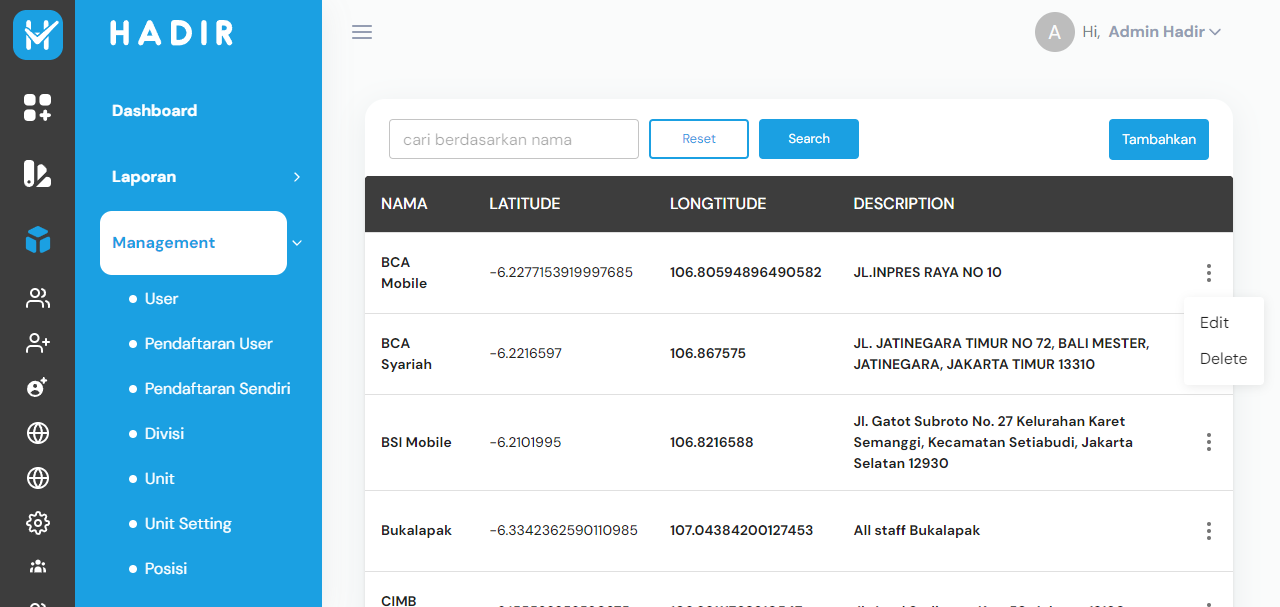 HADIR
Hi, Admin Hadir
A
Dashboard
Laporan
Management
User
Pendaftaran User
Pendaftaran Sendiri
Divisi
Unit
Unit Setting
Posisi
cari berdasarkan nama
Reset
Search
Tambahkan
NAMA LATITUDE LONGTITUDE DESCRIPTION
BCA
Mobile
-6.2277153919997685 106.80594896490582 JL.INPRES RAYA NO 10
Edit
Delete
BCA
Syariah
-6.2216597 106.867575
JL. JATINEGARA TIMUR NO 72, BALI MESTER,
JATINEGARA, JAKARTA TIMUR 13310
BSI Mobile -6.2101995 106.8216588
Jl. Gatot Subroto No. 27 Kelurahan Karet
Semanggi, Kecamatan Setiabudi, Jakarta
Selatan 12930
Bukalapak -6.3342362590110985 107.04384200127453 All staff Bukalapak
CIMB